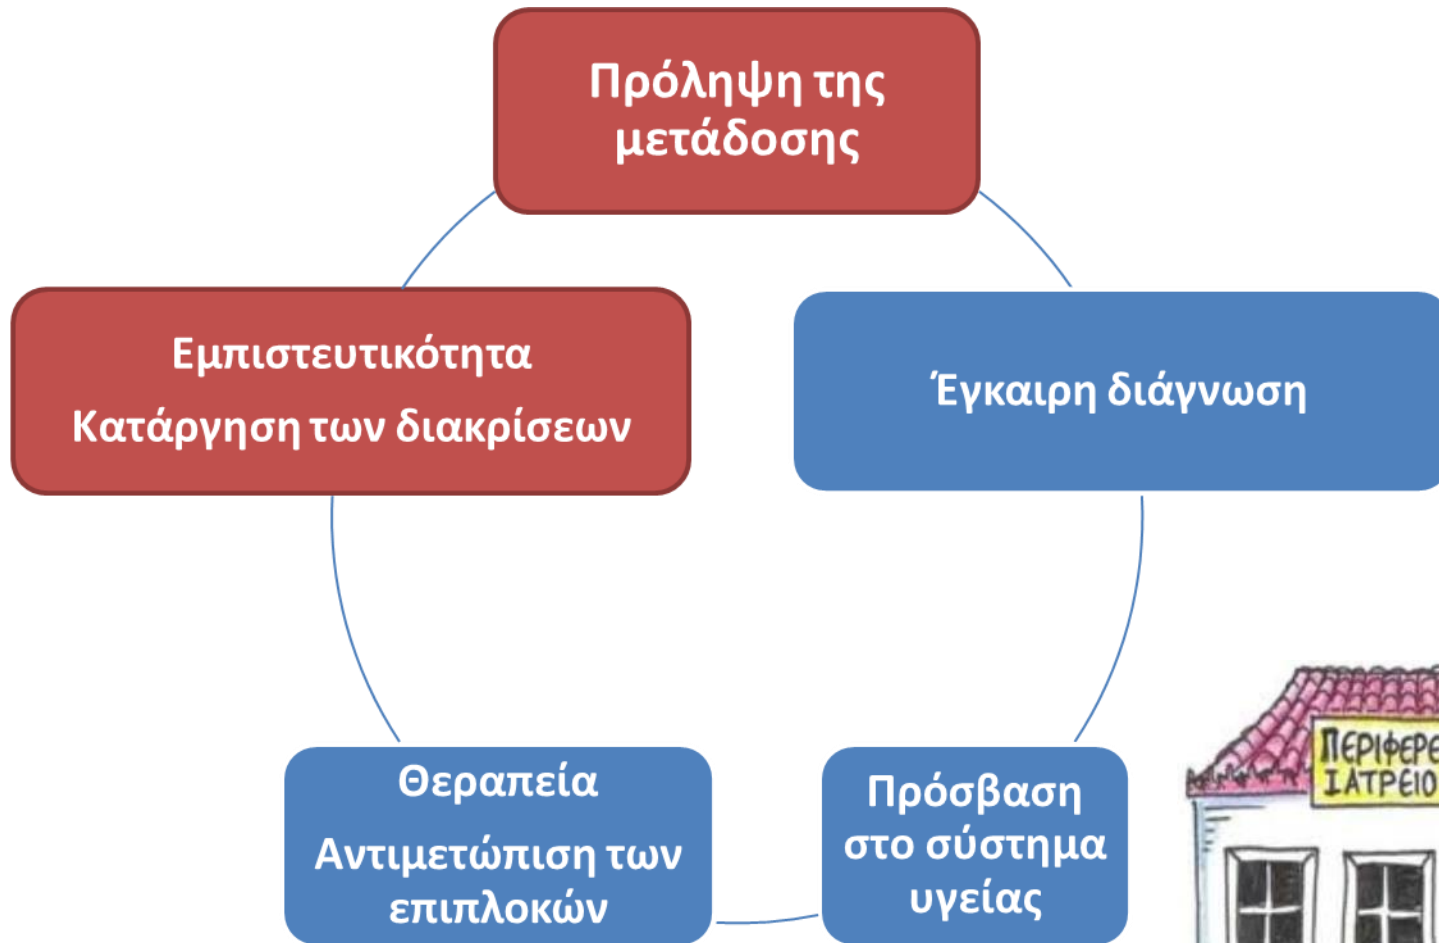 Πρόληψη της
μετάδοσης
Εμπιστευτικότητα
Κατάργηση των διακρίσεων
Έγκαιρη διάγνωση
Θεραπεία
Αντιμετώπιση των
επιπλοκών
Πρόσβαση
στο σύστημα
υγείας
ΙΑΤΡΕΙΟ